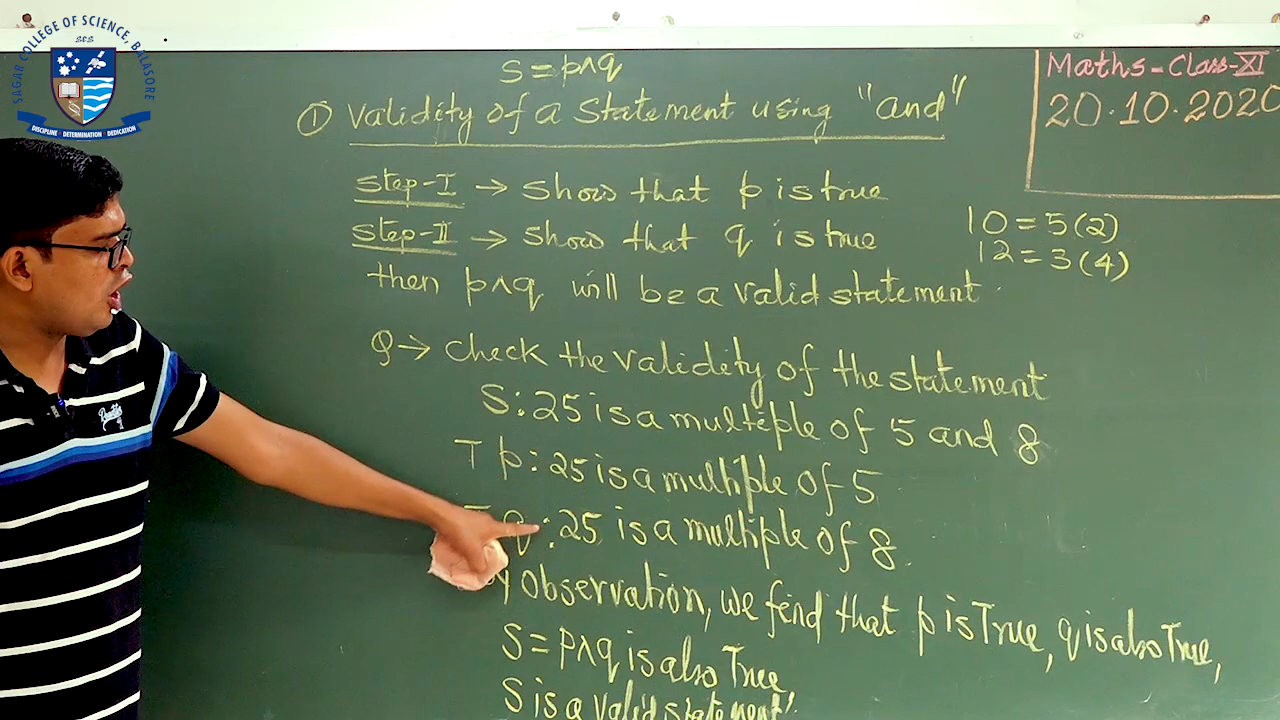 SAGAR COLLEGE OF SCIENCE, BALASORE
SCS
DISCIPLINE · DETERMINATION · DEDICATION
Maths - Class-XI
20.10.2020
S = p∧q
① Validity of a Statement using "and"
Step-I → Show that p is true
Step-II → Show that q is true
then p∧q will be a valid statement.
10 = 5(2)
12 = 3(4)
Q → Check the validity of the statement
S: 25 is a multiple of 5 and 8
T p: 25 is a multiple of 5
q: 25 is a multiple of 8.
observation, we find that p is True, q is also True,
S = p∧q is also True
S is a valid statement.